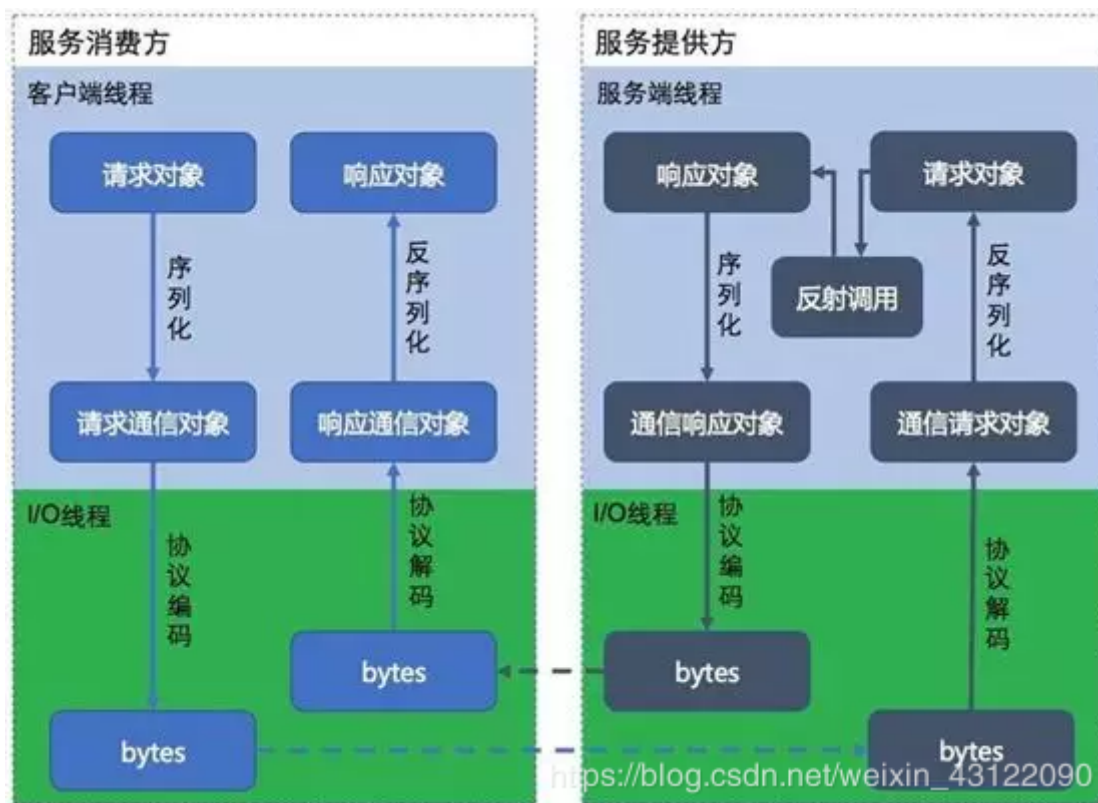 服务消费方
客户端线程
请求对象
响应对象
序列化
反序列化
请求通信对象
响应通信对象
I/O线程
协议编码
协议解码
bytes
bytes
服务提供方
服务端线程
响应对象
请求对象
反射调用
序列化
反序列化
通信响应对象
通信请求对象
I/O线程
协议编码
协议解码
bytes
bytes
https://blog.csdn.net/weixin_43122090